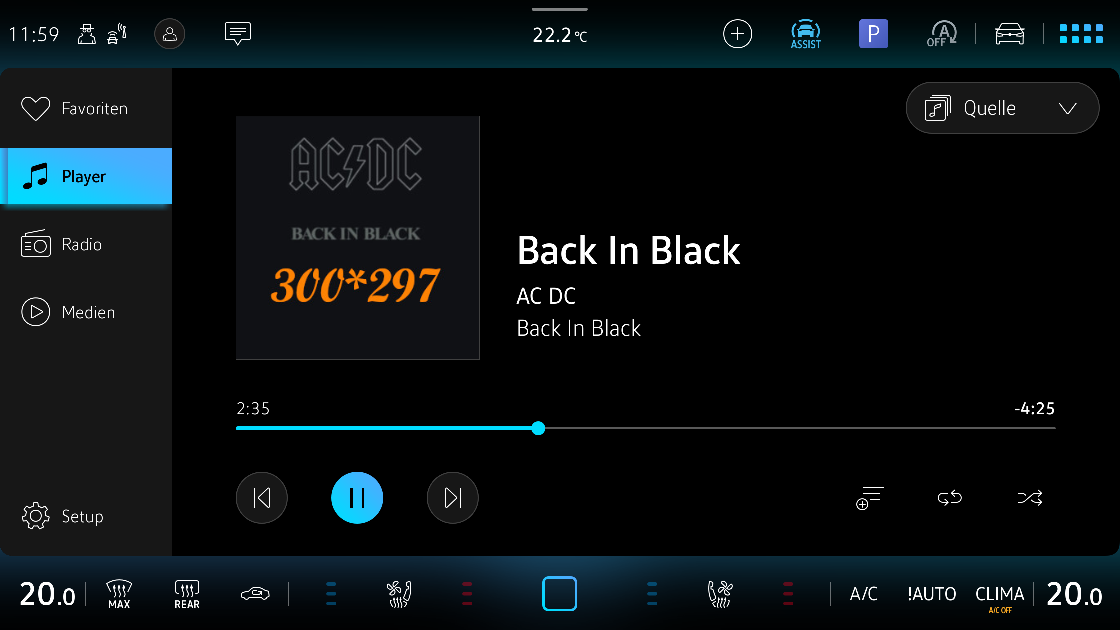 11:59
22.2°C
ASSIST
P
A
OFF
Favoriten
Player
Radio
Medien
Setup
Quelle
AC/DC
BACK IN BLACK
300*297
Back In Black
AC DC
Back In Black
2:35
-4:25
20.0
MAX
REAR
A/C
!AUTO
CLIMA
A/C OFF
20.0